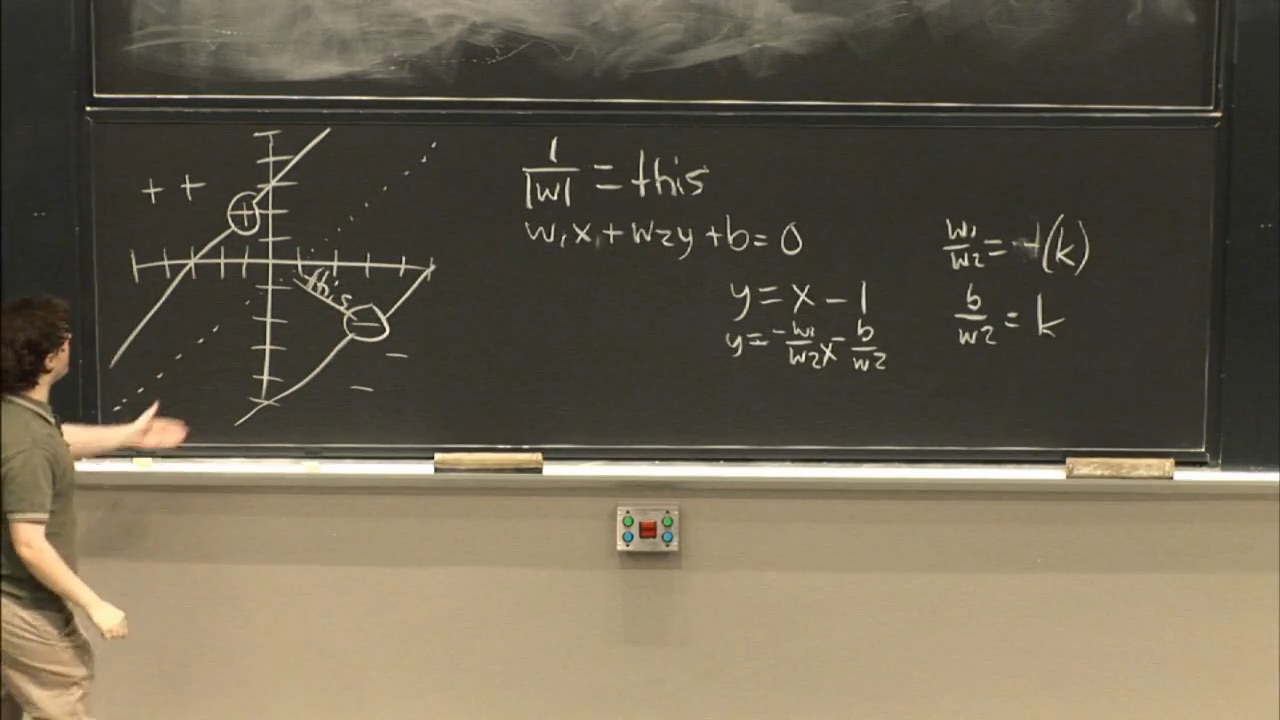 + +
+
this
-
-
-
1/|w| = this
w₁x + w₂y + b = 0
y = x - 1
y = -w₁/w₂ x - b/w₂
w₁/w₂ = -1(k)
b/w₂ = k